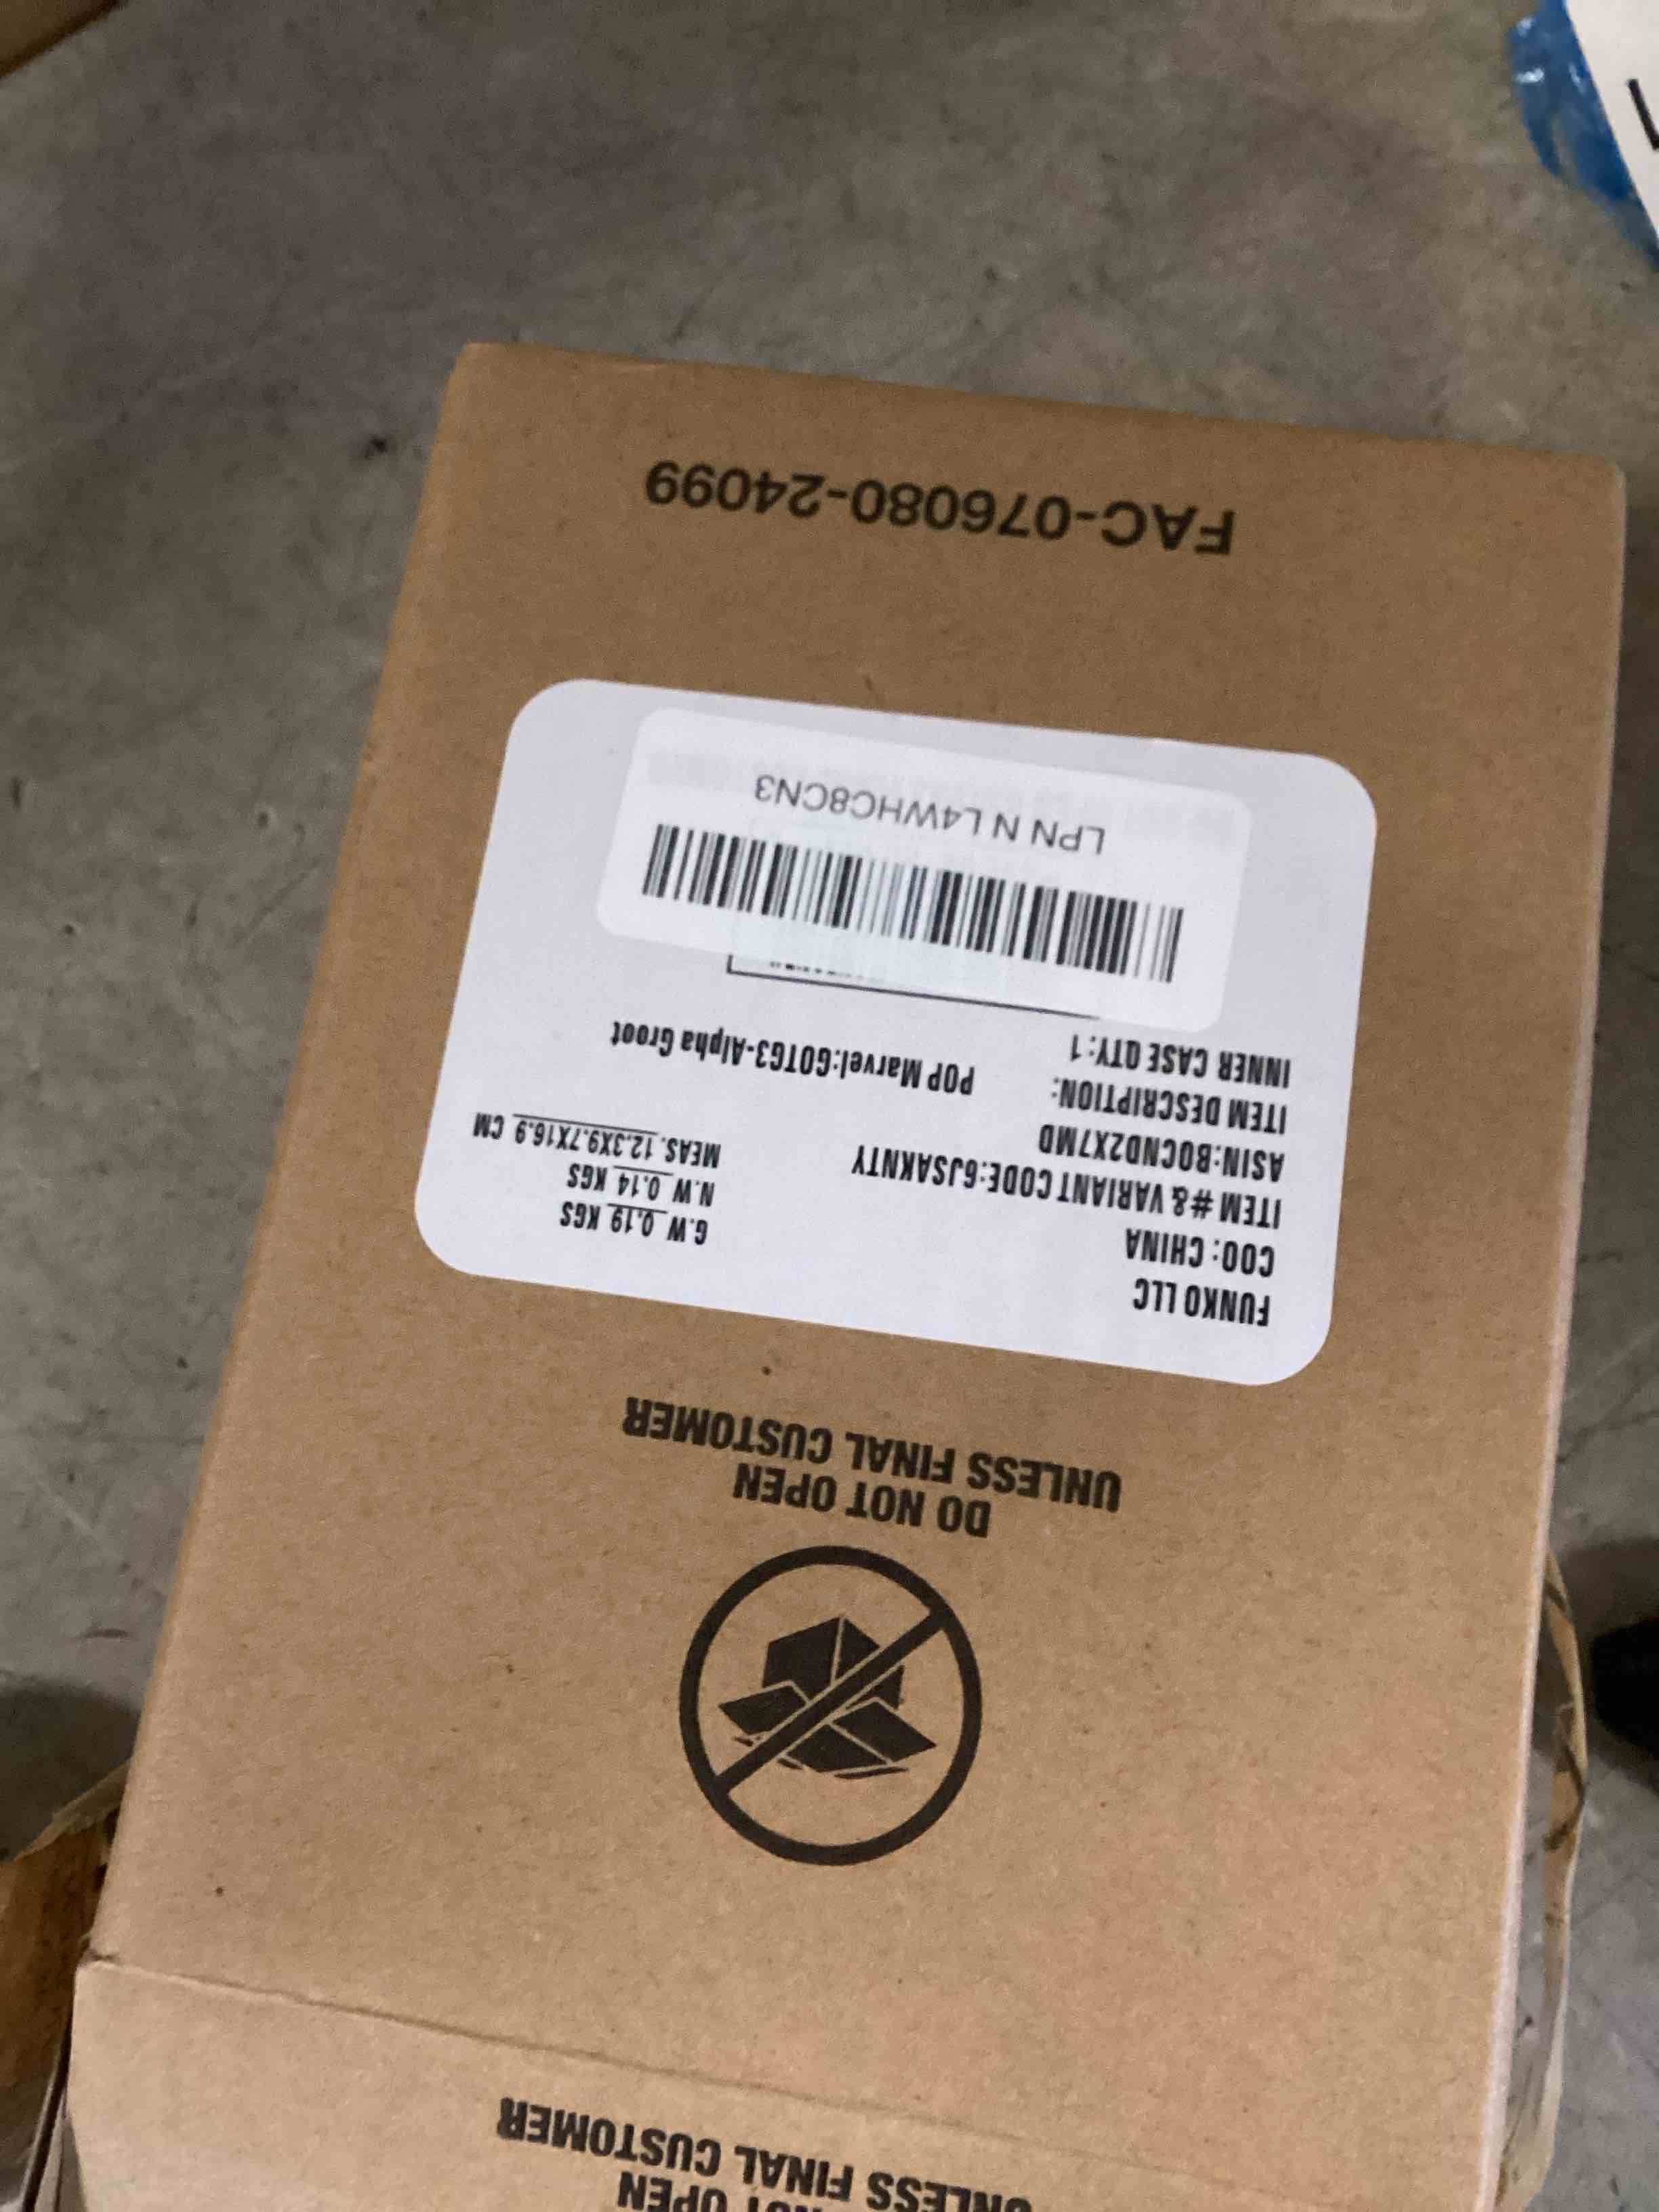 DO NOT OPEN
UNLESS FINAL CUSTOMER
FUNKO LLC
COO: CHINA
ITEM #& VARIANT CODE:6JSAKNTY
ASIN:B0CND2X7MD
ITEM DESCRIPTION:
INNER CASE QTY:1
G.W 0.19 KGS
N.W 0.14 KGS
MEAS. 12.3X9.7X16.9 CM
POP Marvel:GOTG3-Alpha Groot
LPN N L4WHC8CN3
FAC-076080-24099
OPEN
FINAL CUSTOMER